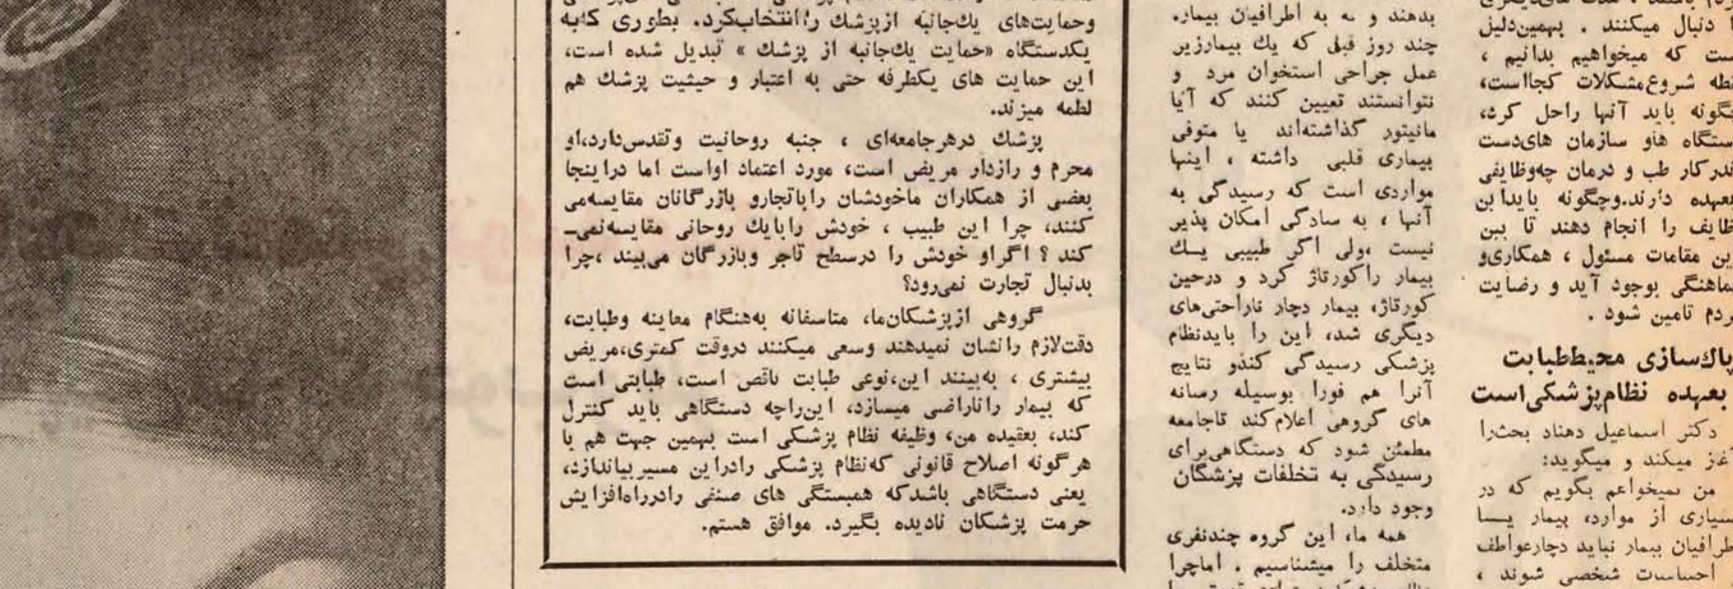 دنبال میکنند . بهمین‌دلیل
ست که میخواهیم بدانیم ،
نطه شروع‌مشکلات کجااست،
چگونه باید آنها راحل کرد،
ستگاه هاو سازمان های‌دست
ندرکار طب و درمان چه‌وظایفی
بعهده دارند.وچگونه بایداین
ظایف را انجام دهند تا بین
ین مقامات مسئول ، همکاری‌و
ماهنگی بوجود آید و رضایت
ردم تامین شود .
پاك‌سازی محیط‌طبابت
بعهده نظام‌پزشکی‌است
دکتر اسماعیل دهناد بحث‌را
آغاز میکند و میگوید:
من نمیخواهم بگویم که در
سیاری از موارد، بیمار یــا
طرافیان بیمار نباید دچارعواطف
احساسات شخصی شوند ،
بدهند و نه به اطرافیان بیمار.
چند روز قبل که یك بیمارزیر
عمل جراحی استخوان مرد و
نتوانستند تعیین کنند که آیا
مانیتور گذاشته‌اند یا متوفی
بیماری قلبی داشته ، اینها
مواردی است که رسیدگی به
آنها ، به سادگی امکان پذیر
نیست ،ولی اگر طبیبی یــك
بیمار راکورتاژ کرد و درحین
کورتاژ، بیمار دچار ناراحتی‌های
دیگری شد، این را بایدنظام
پزشکی رسیدگی کندو نتایج
آنرا هم فورا بوسیله رسانه
های گروهی اعلام‌کند تاجامعه
مطمئن شود که دستگاهی‌برای
رسیدگی به تخلفات پزشگان
وجود دارد.
همه ما، این گروه چندنفری
متخلف را میشناسیم . اماچرا
وحمایت‌های یك‌جانبه ازپزشك را‌انتخاب‌کرد. بطوری که‌به
یکدستگاه «حمایت یك‌جانبه از پزشك » تبدیل شده است،
این حمایت های یکطرفه حتی به اعتبار و حیثیت پزشك هم
لطمه میزند.
پزشك درهرجامعه‌ای ، جنبه روحانیت وتقدس‌دارد،او
محرم و رازدار مریض است، مورد اعتماد اواست اما دراینجا
بعضی از همکاران ماخودشان راباتجارو بازرگانان مقایسه‌می
کنند، چرا این طبیب ، خودش رابایك روحانی مقایسه‌نمی‌ـ
کند ؟ اگراو خودش را درسطح تاجر وبازرگان می‌بیند ،چرا
بدنبال تجارت نمی‌رود؟
گروهی ازپزشکان‌ما، متاسفانه به‌هنگام معاینه وطبابت،
دقت‌لازم رانشان نمیدهند وسعی میکنند دروقت کمتری،مریض
بیشتری ، به‌بینند این،نوعی طبابت ناقص است، طبابتی است
که بیمار راناراضی میسازد، این‌راچه دستگاهی باید کنترل
کند، بعقیده من، وظیفه نظام پزشکی است بهمین جهت هم با
هرگونه اصلاح قانونی که‌نظام پزشکی رادراین مسیربیاندازد،
یعنی دستگاهی باشدکه همبستگی های صنفی رادرراه‌افزایش
حرمت پزشکان نادیده بگیرد. موافق هستم.